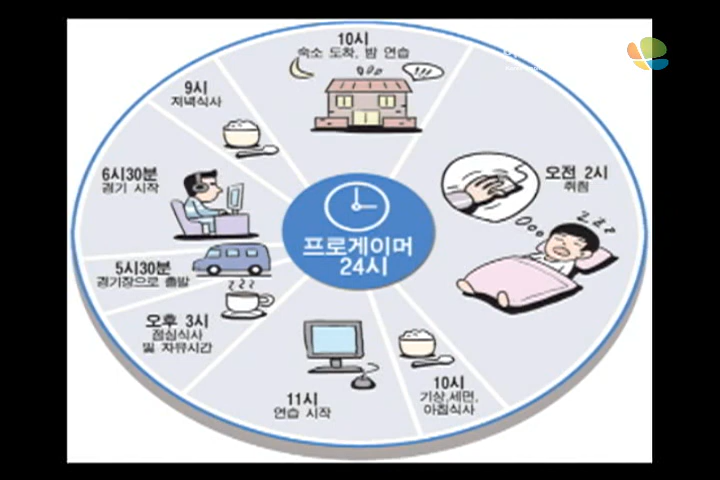 10시
숙소 도착, 밤 연습
오전 2시
취침
10시
기상,세면,
아침식사
11시
연습 시작
오후 3시
점심식사
및 자유시간
5시30분
경기장으로 출발
6시30분
경기 시작
9시
저녁식사
프로게이머
24시